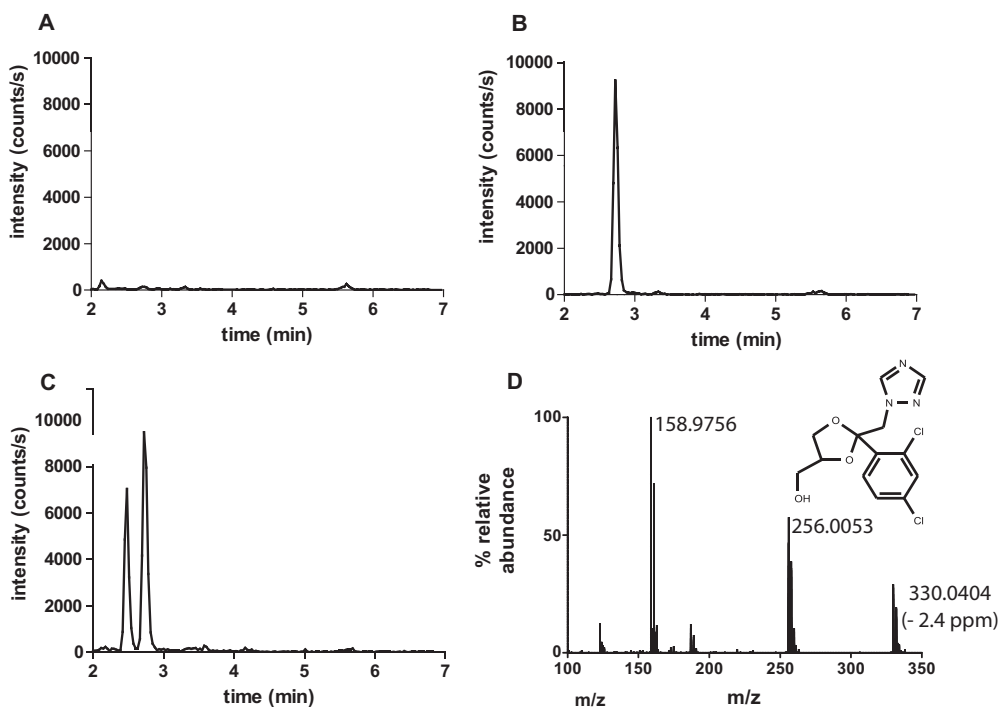 A
10000
8000
6000
4000
2000
0
intensity (counts/s)
2 3 4 5 6 7
time (min)
B
10000
8000
6000
4000
2000
0
intensity (counts/s)
2 3 4 5 6 7
time (min)
C
10000
8000
6000
4000
2000
0
intensity (counts/s)
2 3 4 5 6 7
time (min)
D
100
50
0
% relative
abundance
158.9756
256.0053
330.0404
(- 2.4 ppm)
N
N
N
O
O
OH
Cl
Cl
100 150 200 250 300 350
m/z
m/z